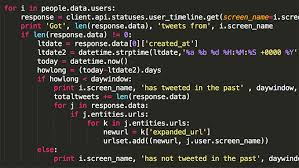 for i in people.data.users:
    response = client.api.statuses.user_timeline.get(screen_name=i.scre
    print 'Got', len(response.data), 'tweets from', i.screen_name
    if len(response.data) != 0:
        ltdate = response.data[0]['created_at']
        ltdate2 = datetime.strptime(ltdate,'%a %b %d %H:%M:%S +0000 %Y'
        today = datetime.now()
        howlong = (today-ltdate2).days
        if howlong < daywindow:
            print i.screen_name, 'has tweeted in the past' , daywindow,
            totaltweets += len(response.data)
            for j in response.data:
                if j.entities.urls:
                    for k in j.entities.urls:
                        newurl = k['expanded_url']
                        urlset.add((newurl, j.user.screen_name))
        else:
            print i.screen_name, 'has not tweeted in the past', daywind